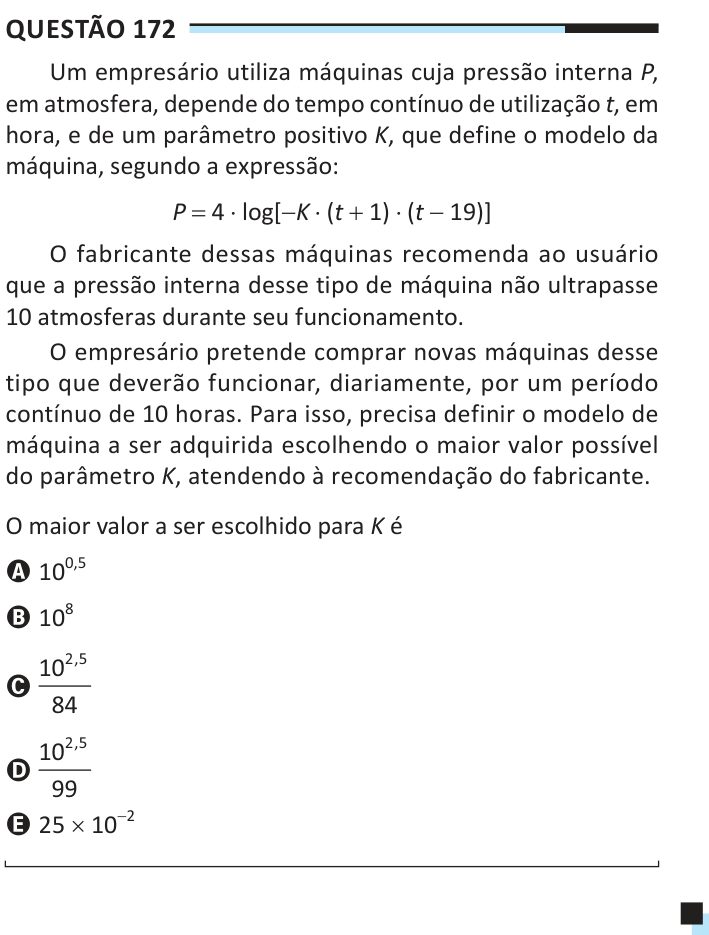 QUESTÃO 172
Um empresário utiliza máquinas cuja pressão interna P,
em atmosfera, depende do tempo contínuo de utilização t, em
hora, e de um parâmetro positivo K, que define o modelo da
máquina, segundo a expressão:
P = 4 · log[−K · (t + 1) · (t − 19)]
O fabricante dessas máquinas recomenda ao usuário
que a pressão interna desse tipo de máquina não ultrapasse
10 atmosferas durante seu funcionamento.
O empresário pretende comprar novas máquinas desse
tipo que deverão funcionar, diariamente, por um período
contínuo de 10 horas. Para isso, precisa definir o modelo de
máquina a ser adquirida escolhendo o maior valor possível
do parâmetro K, atendendo à recomendação do fabricante.
O maior valor a ser escolhido para K é
A 10^0,5
B 10^8
C 10^2,5 / 84
D 10^2,5 / 99
E 25 × 10^−2